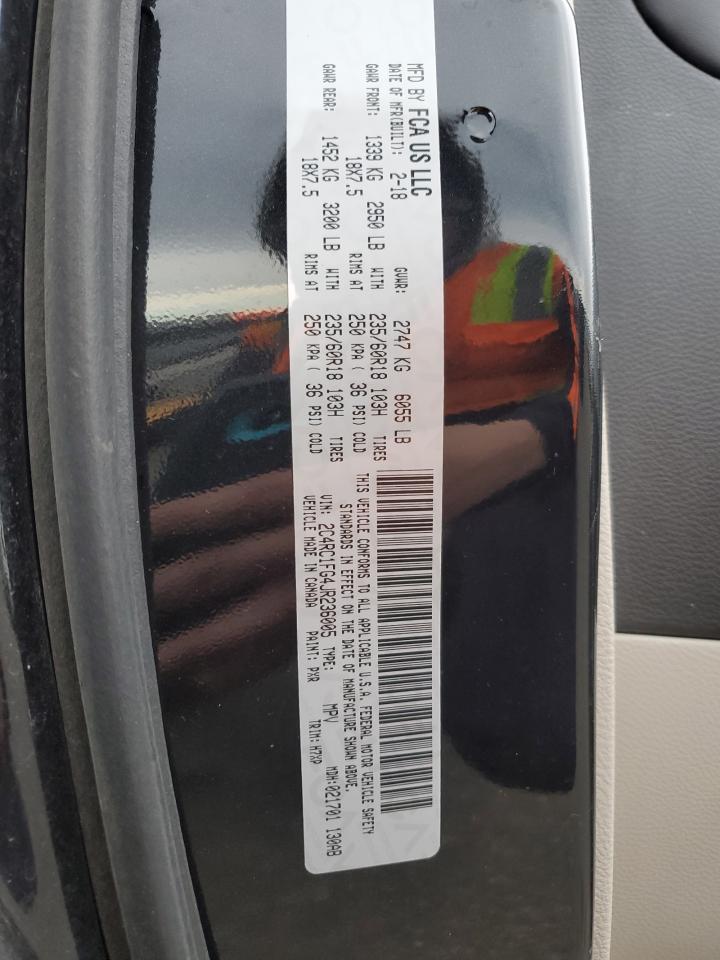 MFD BY FCA US LLC
DATE OF MFR(BUILT): 2-18 GVWR: 2747 KG 6055 LB
GAWR FRONT: 1339 KG 2950 LB WITH 235/60R18 103H TIRES
18X7.5 RIMS AT 250 KPA ( 36 PSI) COLD
GAWR REAR: 1452 KG 3200 LB WITH 235/60R18 103H TIRES
18X7.5 RIMS AT 250 KPA ( 36 PSI) COLD
THIS VEHICLE CONFORMS TO ALL APPLICABLE U.S.A. FEDERAL MOTOR VEHICLE SAFETY
STANDARDS IN EFFECT ON THE DATE OF MANUFACTURE SHOWN ABOVE.
VIN: 2C4RC1FG4JR236005 TYPE: MPV MDH:021701 130AB
VEHICLE MADE IN CANADA PAINT: PXR TRIM: H7XP